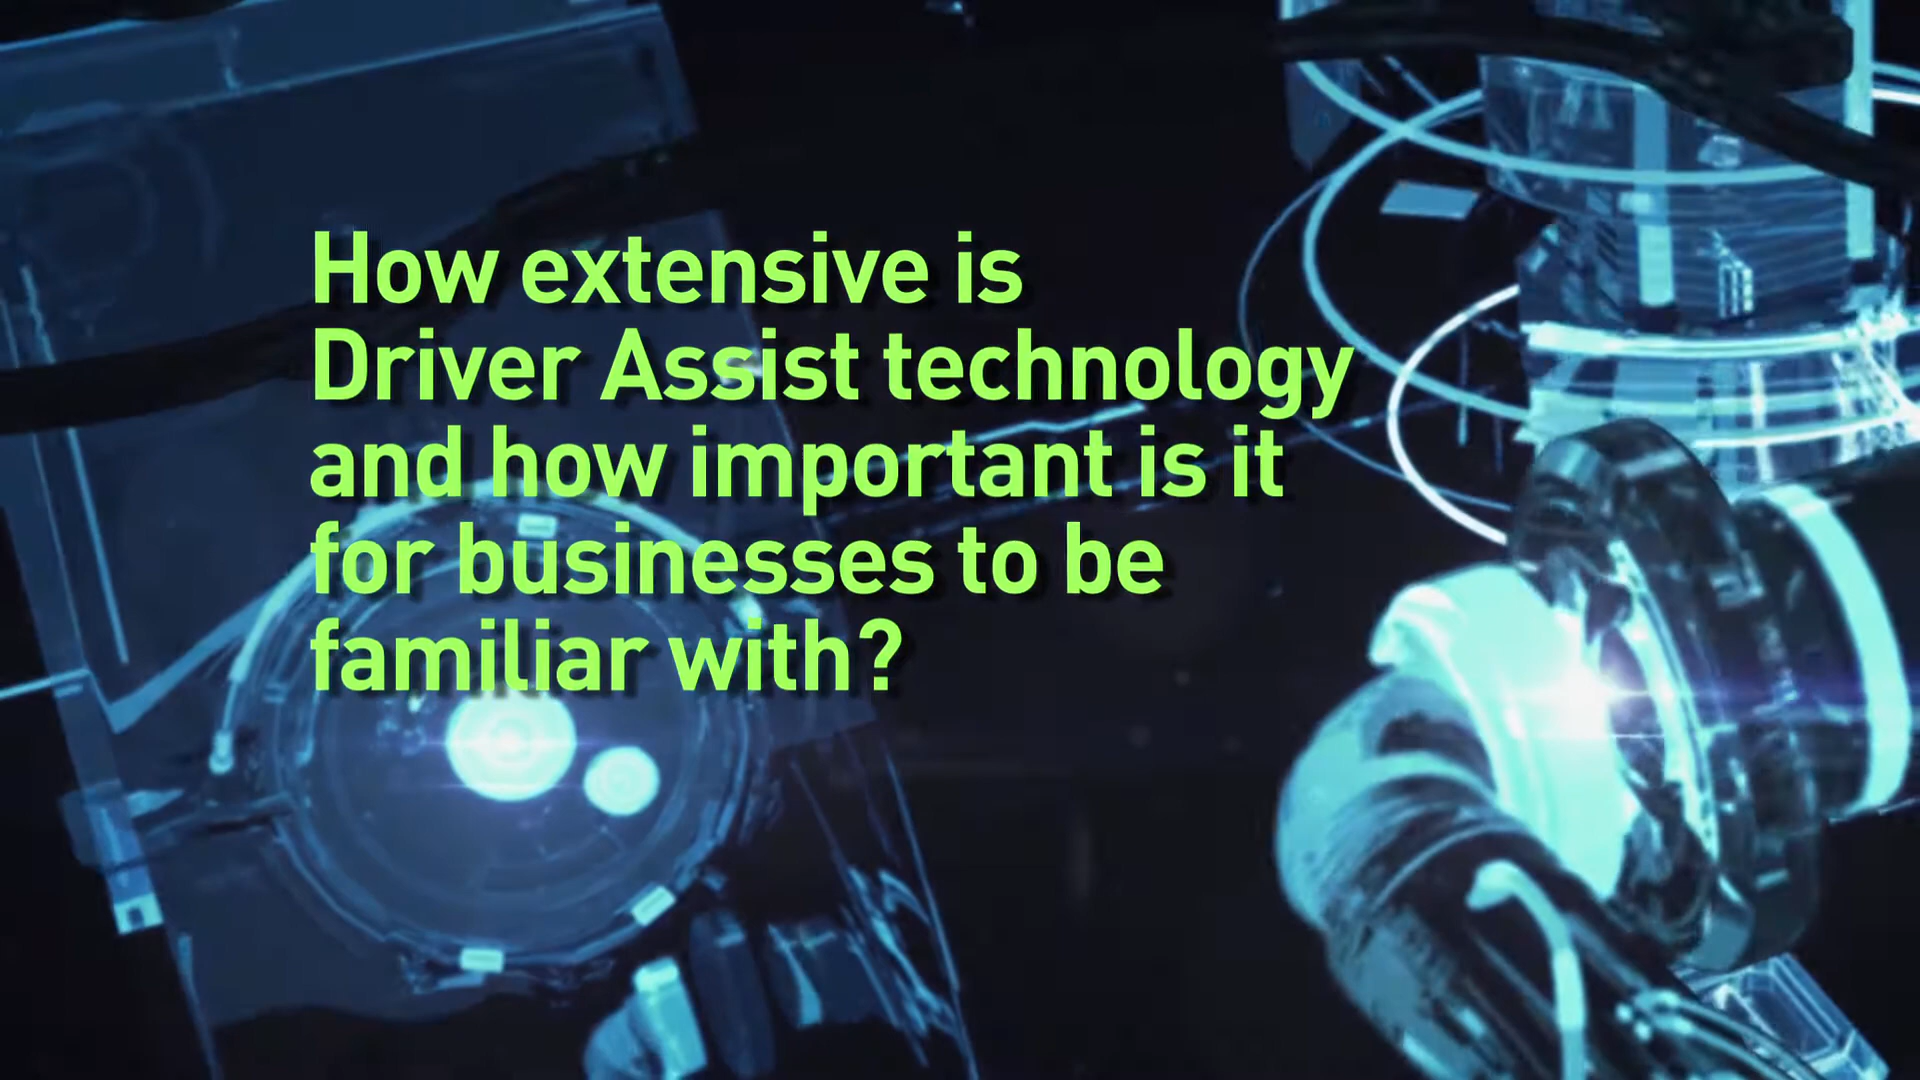 How extensive is
Driver Assist technology
and how important is it
for businesses to be
familiar with?